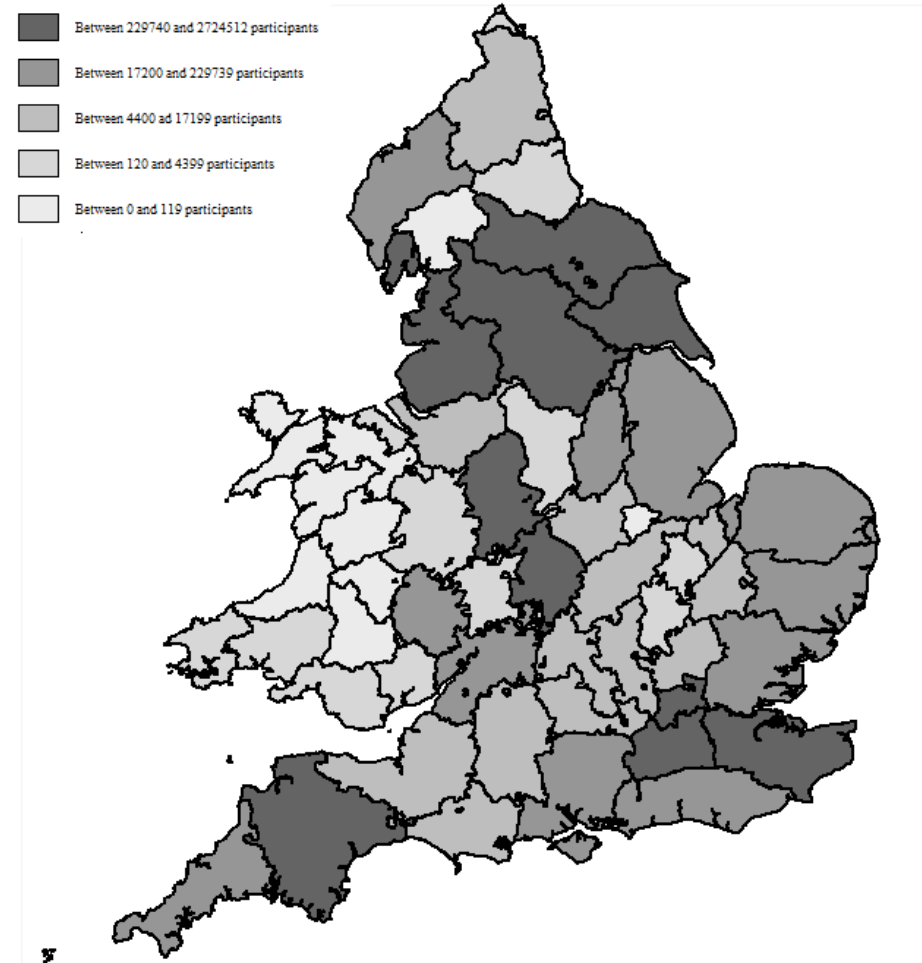 Between 229740 and 2724512 participants
Between 17200 and 229739 participants
Between 4400 ad 17199 participants
Between 120 and 4399 participants
Between 0 and 119 participants